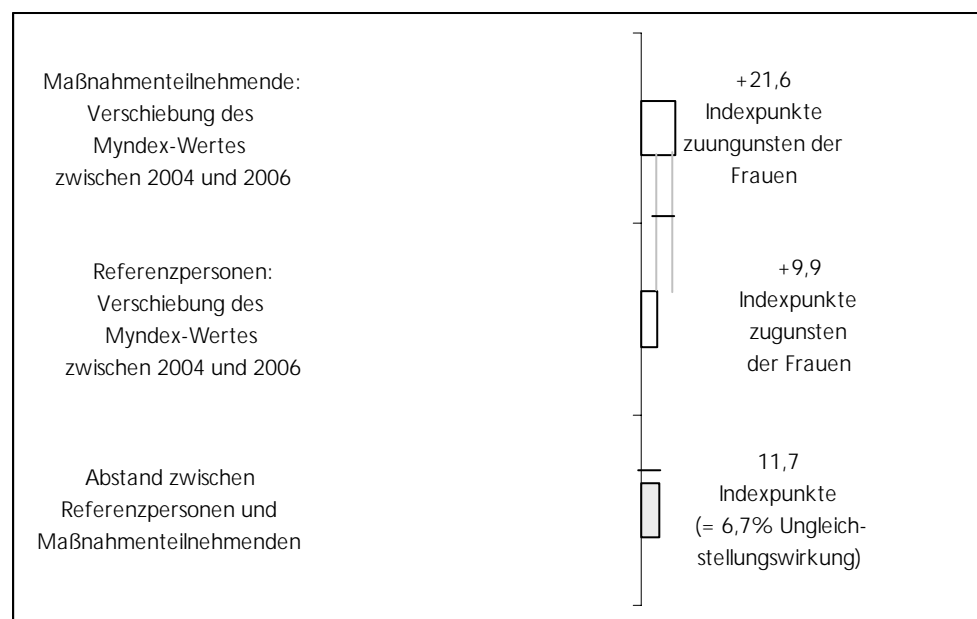 Maßnahmenteilnehmende:
Verschiebung des
Myndex-Wertes
zwischen 2004 und 2006
+21,6
Indexpunkte
zuungunsten der
Frauen
Referenzpersonen:
Verschiebung des
Myndex-Wertes
zwischen 2004 und 2006
+9,9
Indexpunkte
zugunsten
der Frauen
Abstand zwischen
Referenzpersonen und
Maßnahmenteilnehmenden
11,7
Indexpunkte
(= 6,7% Ungleich-
stellungswirkung)